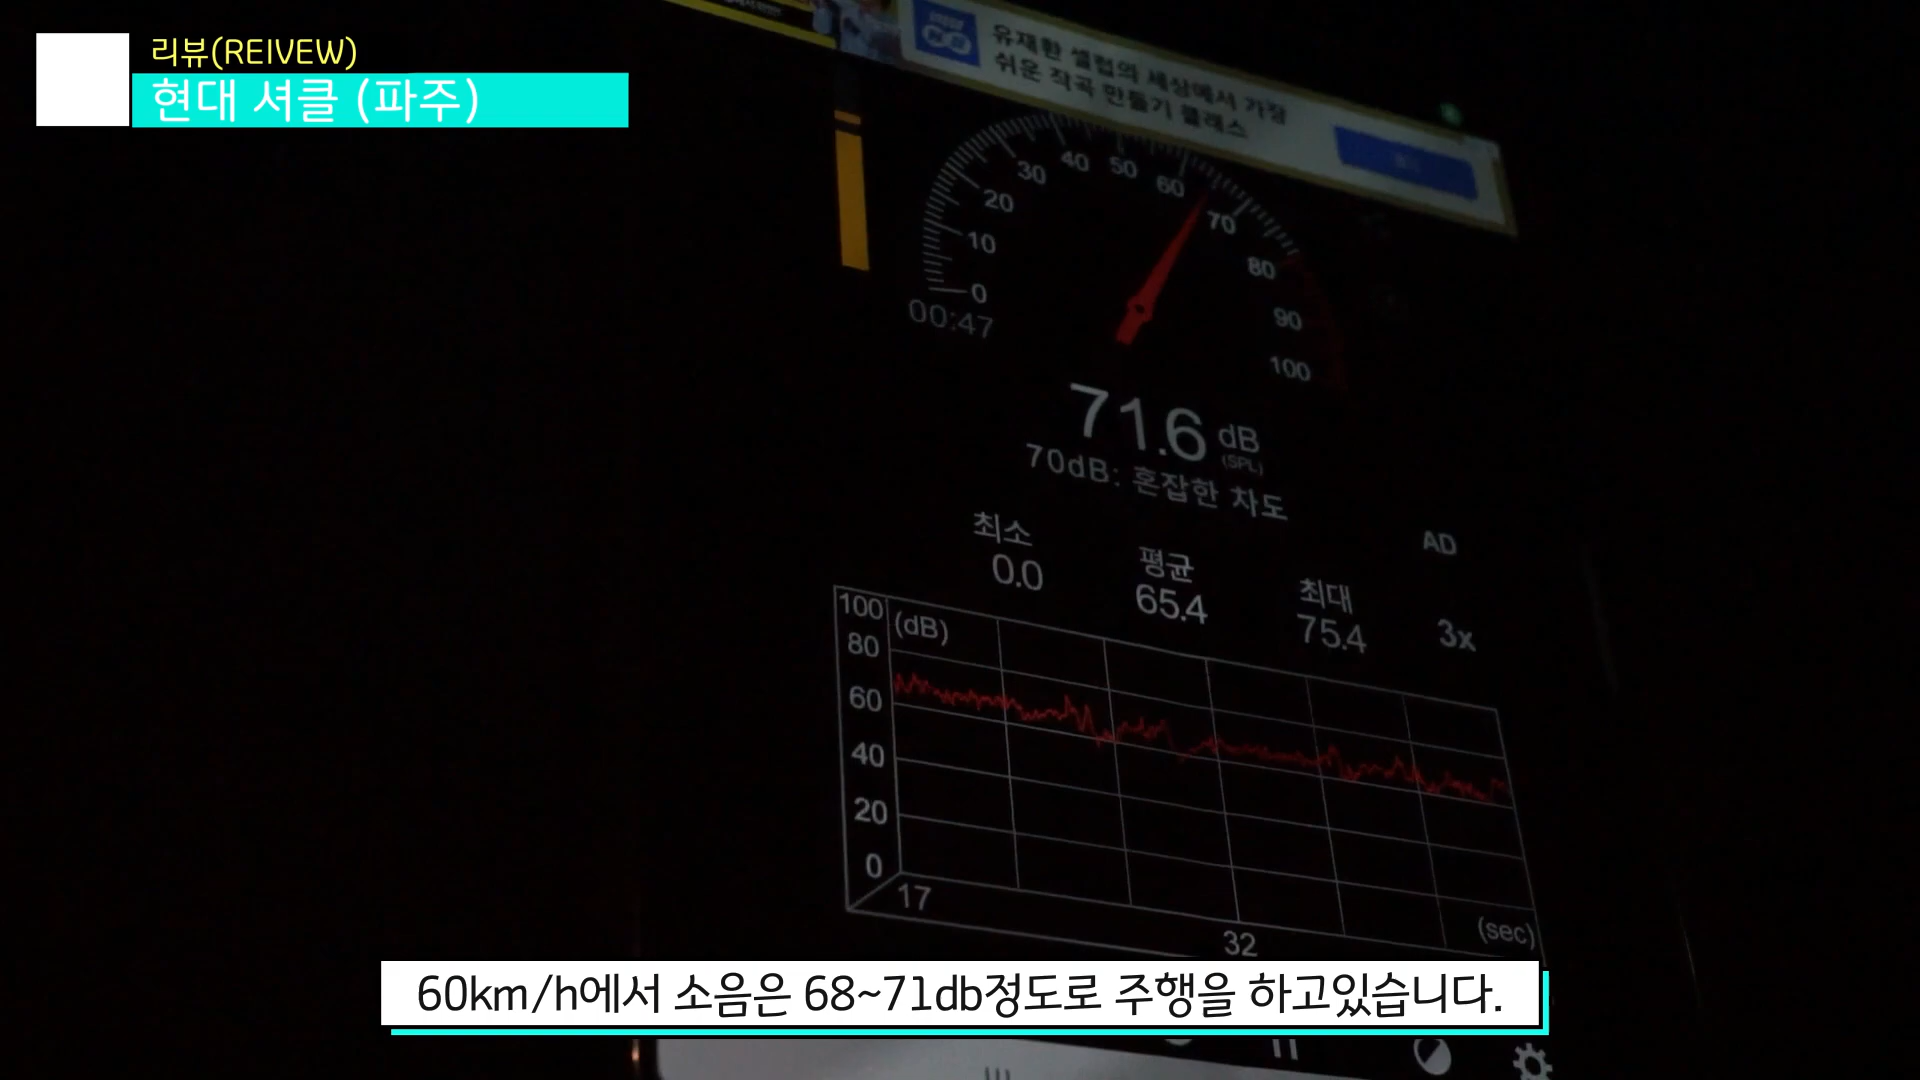 리뷰(REIVEW)
현대 셔클 (파주)
유재환 셀럽의 세상에서 가장
쉬운 작곡 만들기 클래스
0
10
20
30
40
50
60
70
80
90
100
00:47
71.6 dB
(SPL)
70dB: 혼잡한 차도
최소 평균 최대 AD
0.0 65.4 75.4 3x
100 (dB)
80
60
40
20
0
17 32 (sec)
60km/h에서 소음은 68~71db정도로 주행을 하고있습니다.